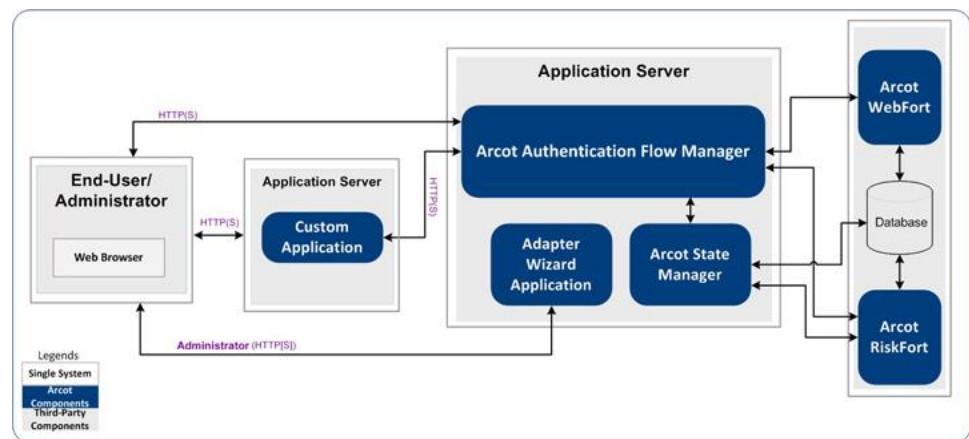 HTTP(S)
End-User/
Administrator
Web Browser
HTTP(S)
Application Server
Custom
Application
HTTP(S)
Application Server
Arcot Authentication Flow Manager
Adapter
Wizard
Application
Arcot State
Manager
Arcot
WebFort
Database
Arcot
RiskFort
Administrator (HTTP[S])
Legends
Single System
Arcot
Components
Third-Party
Components